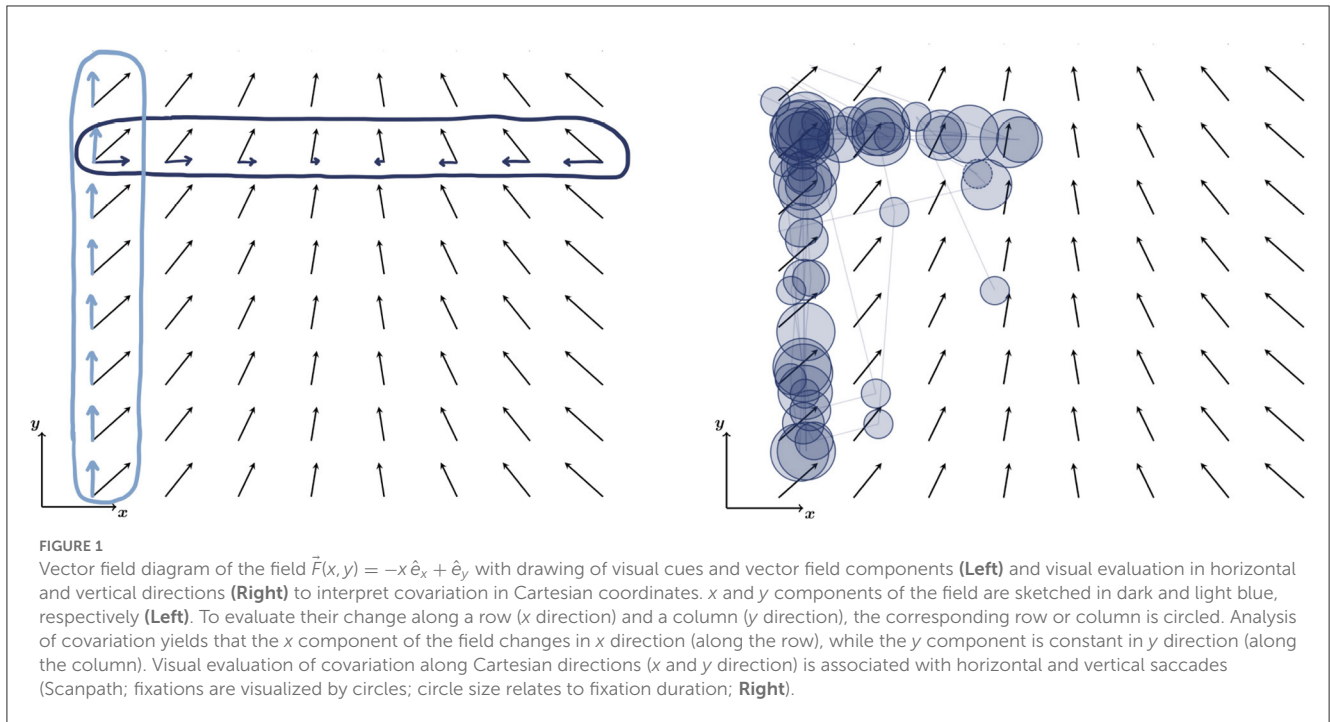 y
x
y
x
FIGURE 1
Vector field diagram of the field F⃗(x, y) = −x ê_x + ê_y with drawing of visual cues and vector field components (Left) and visual evaluation in horizontal
and vertical directions (Right) to interpret covariation in Cartesian coordinates. x and y components of the field are sketched in dark and light blue,
respectively (Left). To evaluate their change along a row (x direction) and a column (y direction), the corresponding row or column is circled. Analysis
of covariation yields that the x component of the field changes in x direction (along the row), while the y component is constant in y direction (along
the column). Visual evaluation of covariation along Cartesian directions (x and y direction) is associated with horizontal and vertical saccades
(Scanpath; fixations are visualized by circles; circle size relates to fixation duration; Right).